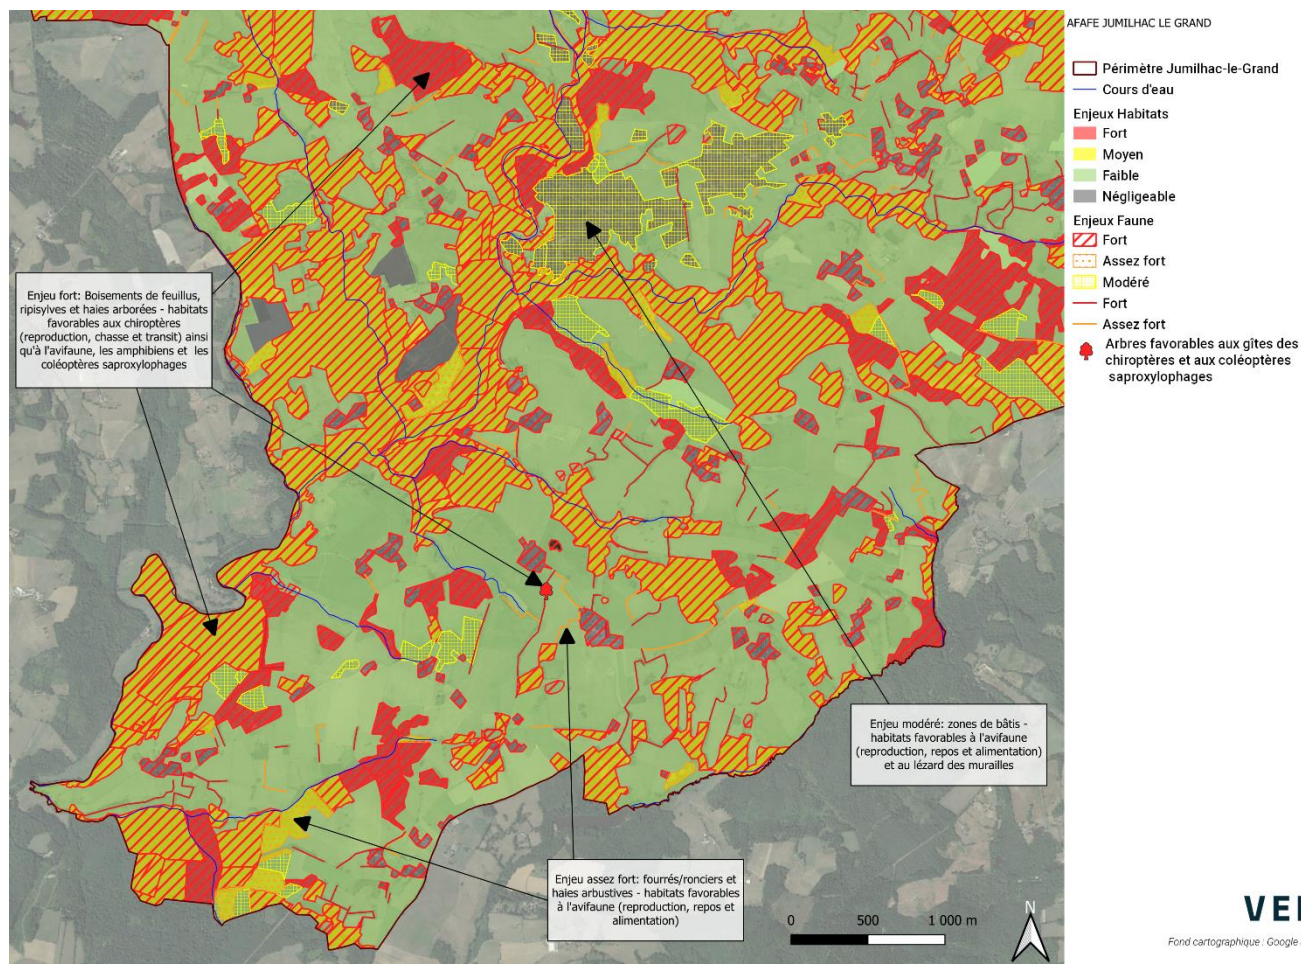 AFAFE JUMILHAC LE GRAND
Périmètre Jumilhac-le-Grand
Cours d'eau
Enjeux Habitats
Fort
Moyen
Faible
Négligeable
Enjeux Faune
Fort
Assez fort
Modéré
Fort
Assez fort
Arbres favorables aux gîtes des
chiroptères et aux coléoptères
saproxylophages
Enjeu fort: Boisements de feuillus,
ripisylves et haies arborées - habitats
favorables aux chiroptères
(reproduction, chasse et transit) ainsi
qu'à l'avifaune, les amphibiens et les
coléoptères saproxylophages
Enjeu modéré: zones de bâtis -
habitats favorables à l'avifaune
(reproduction, repos et alimentation)
et au lézard des murailles
Enjeu assez fort: fourrés/ronciers et
haies arbustives - habitats favorables
à l'avifaune (reproduction, repos et
alimentation)
0 500 1 000 m
N
Fond cartographique : Google